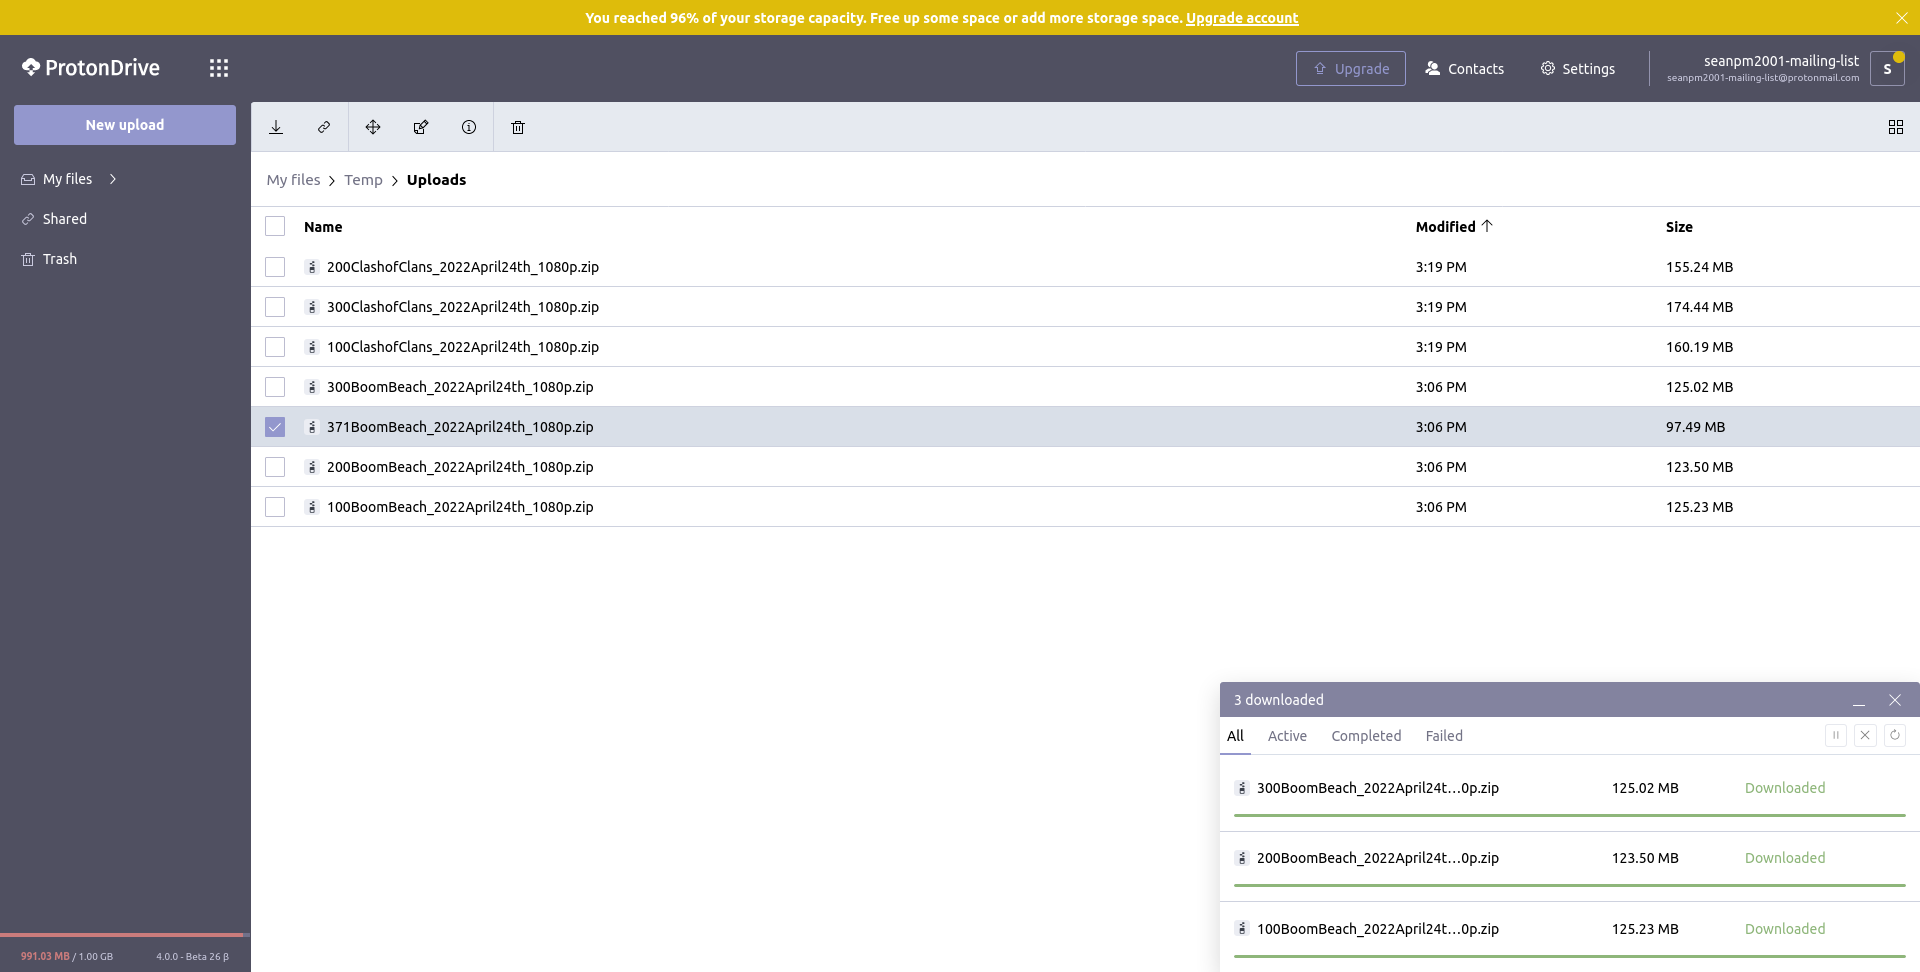 You reached 96% of your storage capacity. Free up some space or add more storage space. Upgrade account
ProtonDrive
Upgrade
Contacts
Settings
seanpm2001-mailing-list
seanpm2001-mailing-list@protonmail.com
S
New upload
My files
Shared
Trash
My files > Temp > Uploads
Name Modified Size
200ClashofClans_2022April24th_1080p.zip 3:19 PM 155.24 MB
300ClashofClans_2022April24th_1080p.zip 3:19 PM 174.44 MB
100ClashofClans_2022April24th_1080p.zip 3:19 PM 160.19 MB
300BoomBeach_2022April24th_1080p.zip 3:06 PM 125.02 MB
371BoomBeach_2022April24th_1080p.zip 3:06 PM 97.49 MB
200BoomBeach_2022April24th_1080p.zip 3:06 PM 123.50 MB
100BoomBeach_2022April24th_1080p.zip 3:06 PM 125.23 MB
3 downloaded
All Active Completed Failed
300BoomBeach_2022April24t...0p.zip 125.02 MB Downloaded
200BoomBeach_2022April24t...0p.zip 123.50 MB Downloaded
100BoomBeach_2022April24t...0p.zip 125.23 MB Downloaded
991.03 MB / 1.00 GB 4.0.0 - Beta 26 β